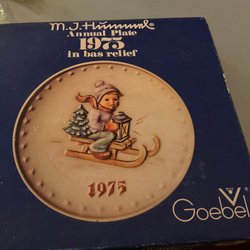 M.J. Hummel
Annual Plate
1975
in bas relief
1975
Goebel